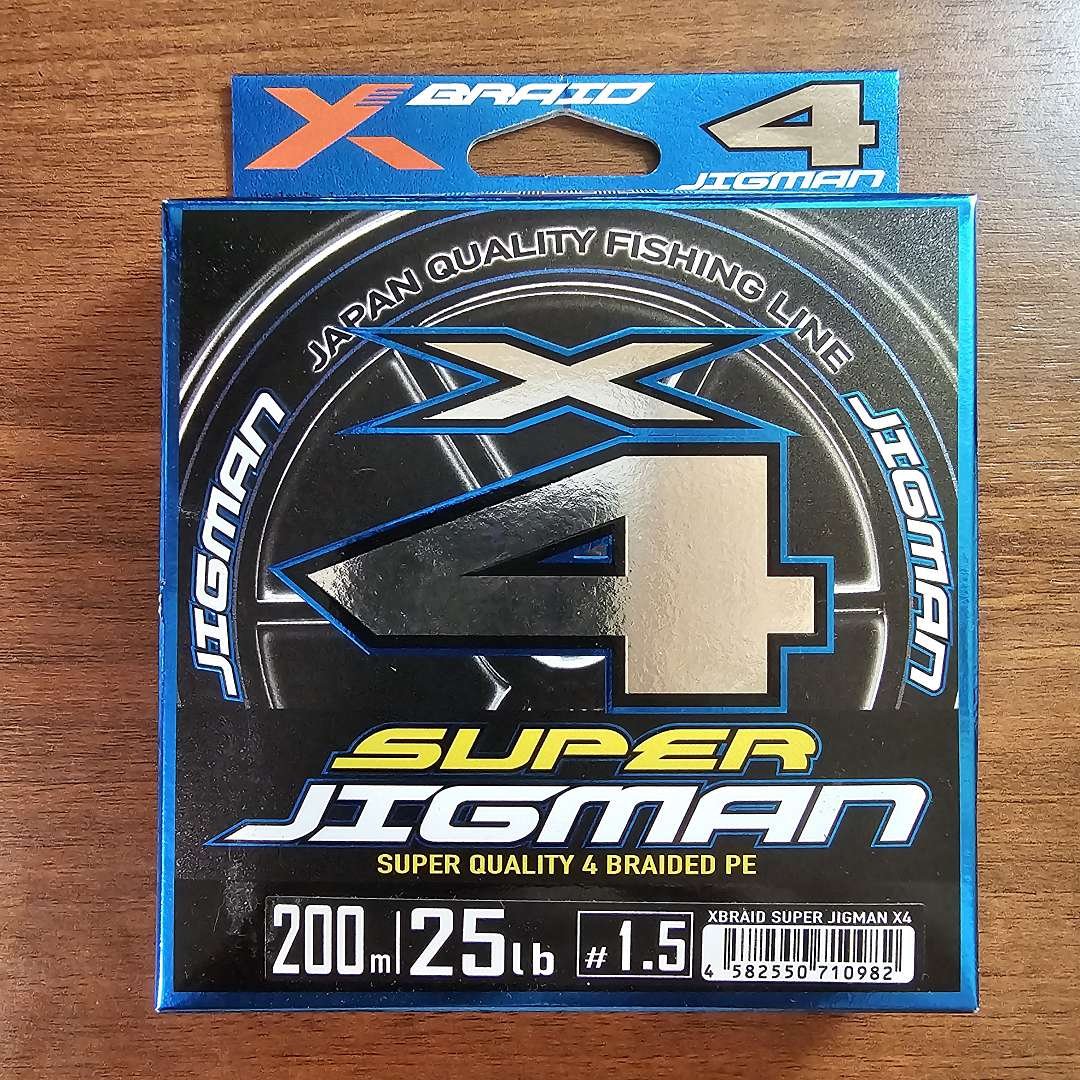 X BRAID
4
JIGMAN
JAPAN QUALITY FISHING LINE
JIGMAN
JIGMAN
X
4
SUPER
JIGMAN
SUPER QUALITY 4 BRAIDED PE
200m 25lb #1.5
XBRAID SUPER JIGMAN X4
4 582550 710982